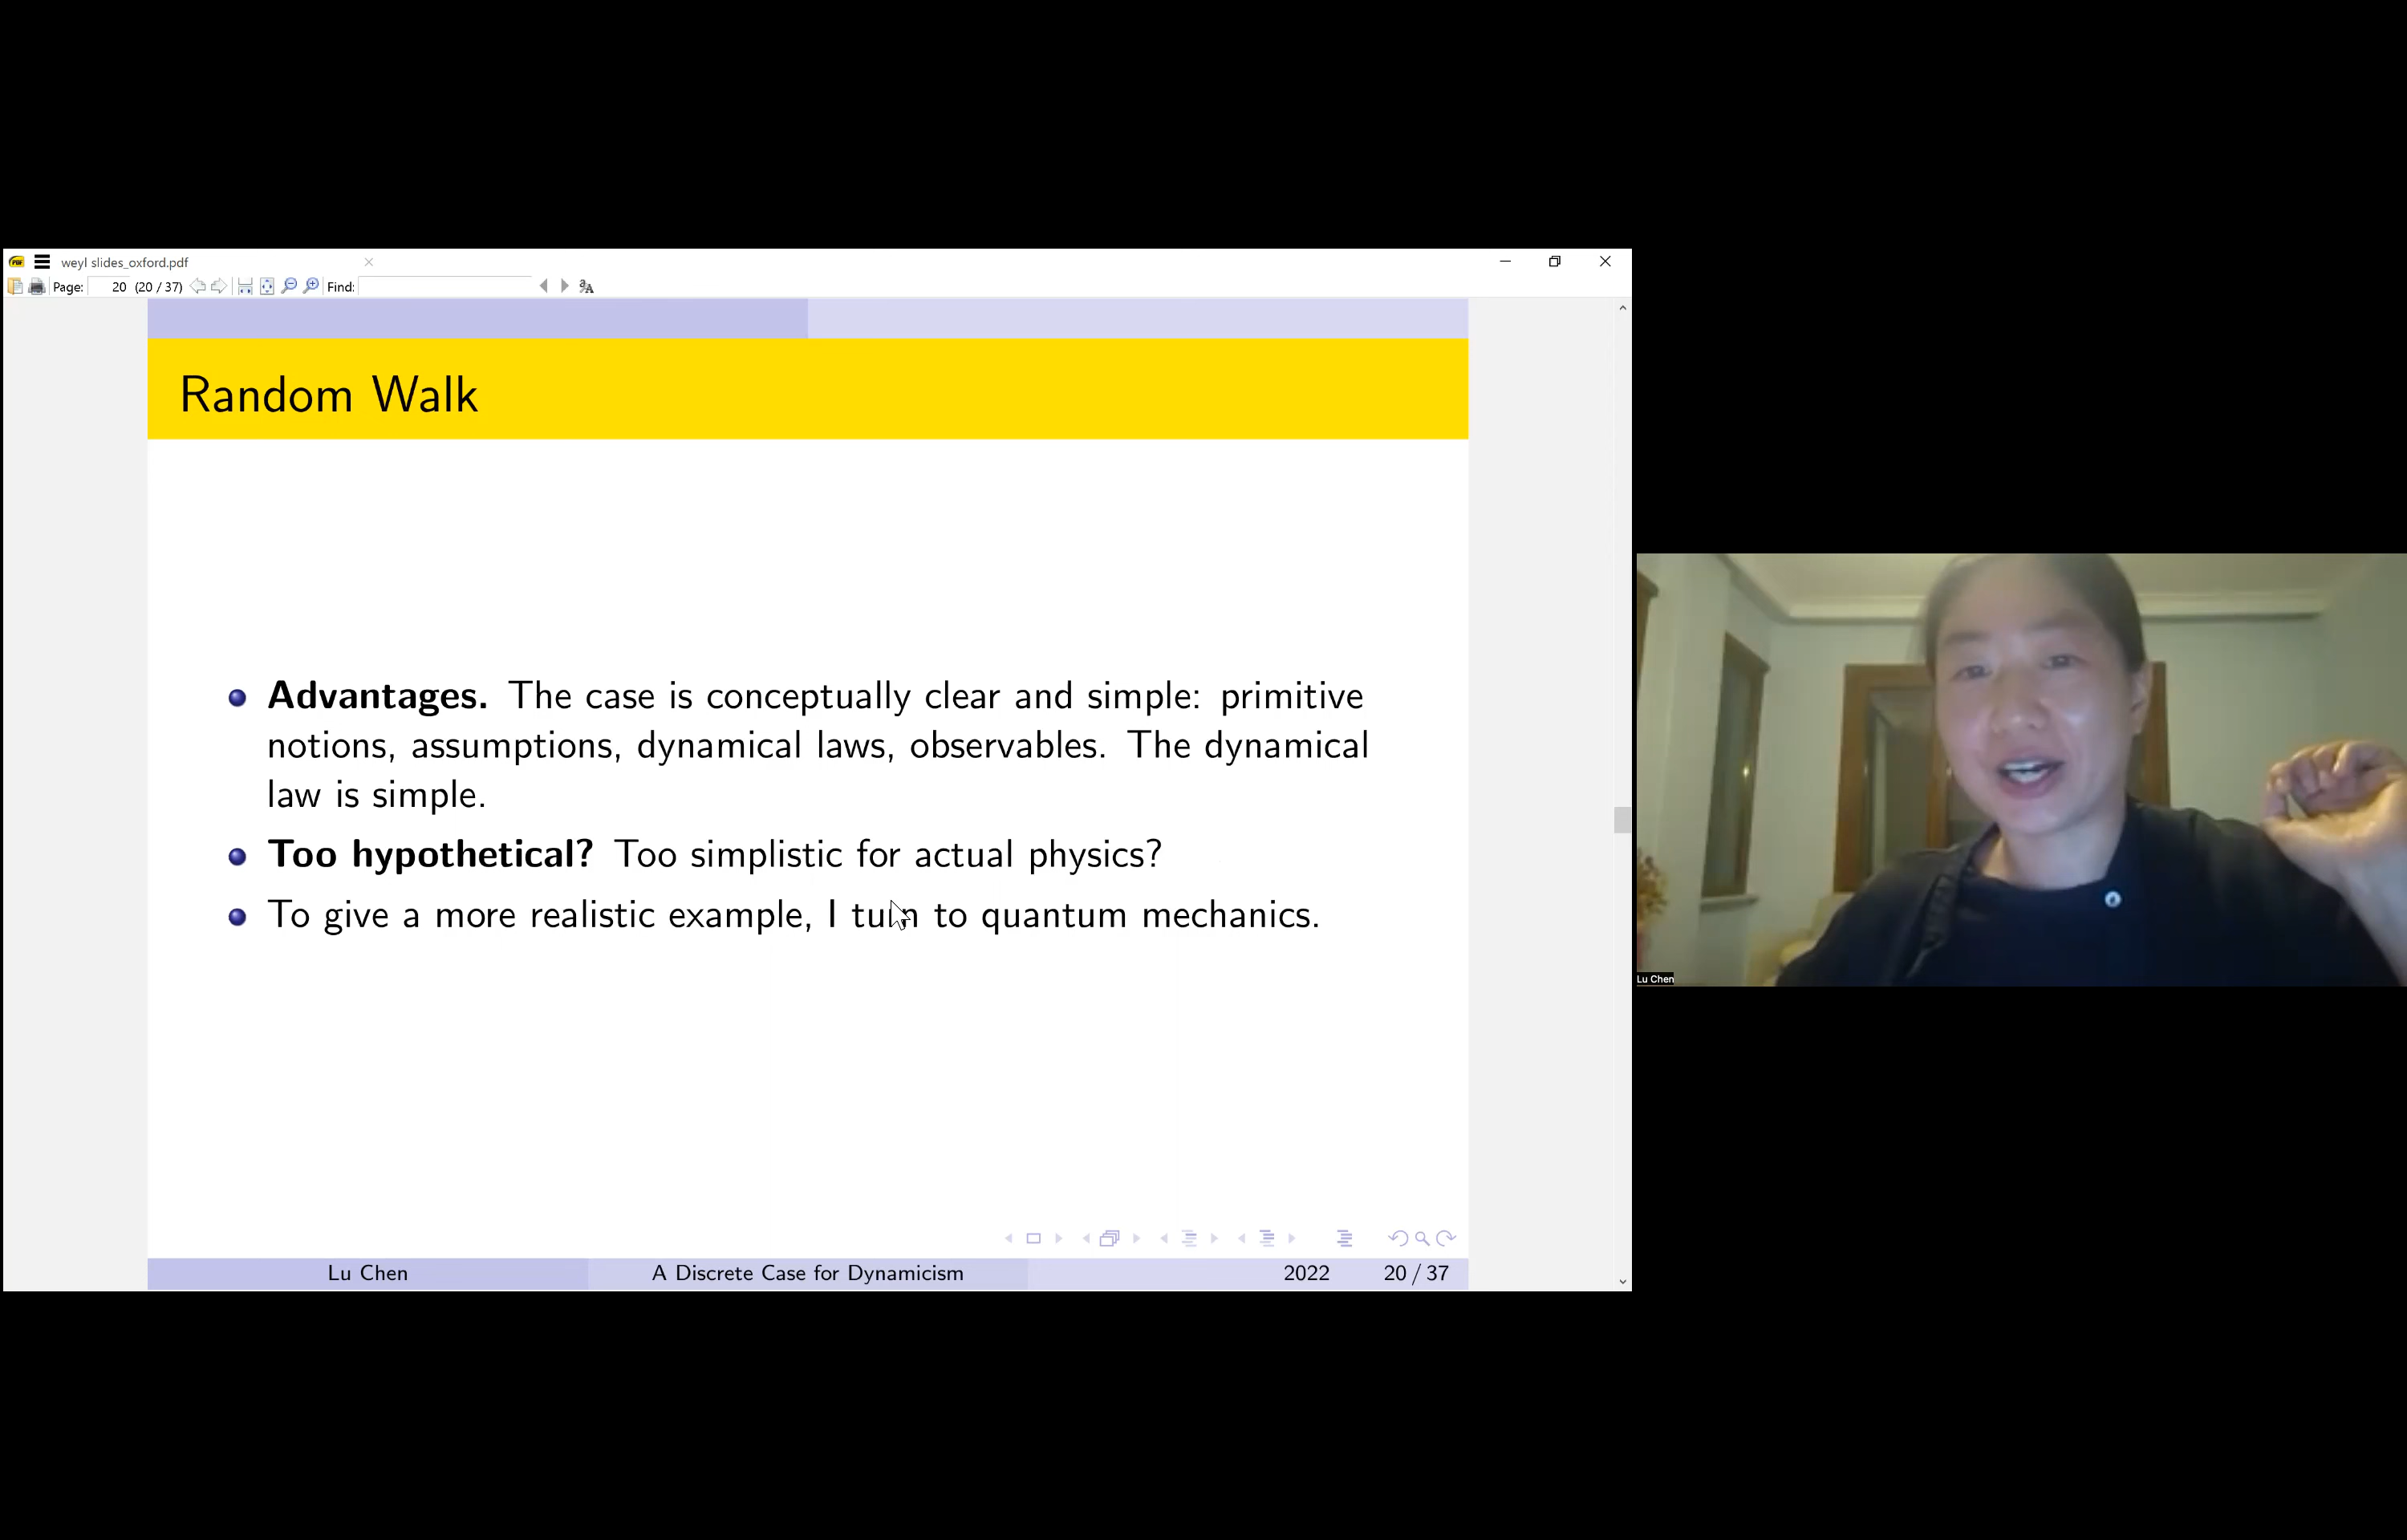 weyl slides_oxford.pdf
Page: 20 (20 / 37) Find:
Random Walk
Advantages. The case is conceptually clear and simple: primitive
notions, assumptions, dynamical laws, observables. The dynamical
law is simple.
Too hypothetical? Too simplistic for actual physics?
To give a more realistic example, I turn to quantum mechanics.
Lu Chen A Discrete Case for Dynamicism 2022 20 / 37
Lu Chen